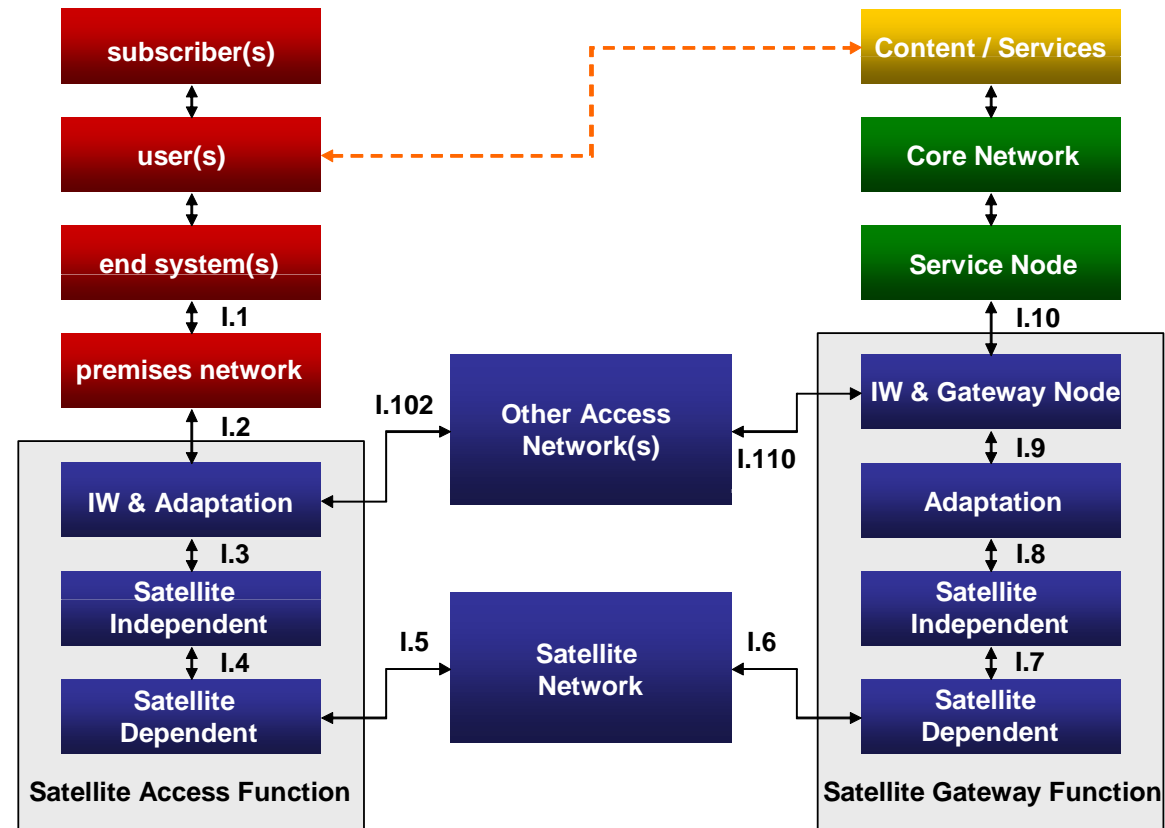 subscriber(s)
user(s)
end system(s)
I.1
premises network
I.2
IW & Adaptation
I.3
Satellite
Independent
I.4
Satellite
Dependent
Satellite Access Function
I.102
Other Access
Network(s)
I.110
I.5
Satellite
Network
I.6
Content / Services
Core Network
Service Node
I.10
IW & Gateway Node
I.9
Adaptation
I.8
Satellite
Independent
I.7
Satellite
Dependent
Satellite Gateway Function